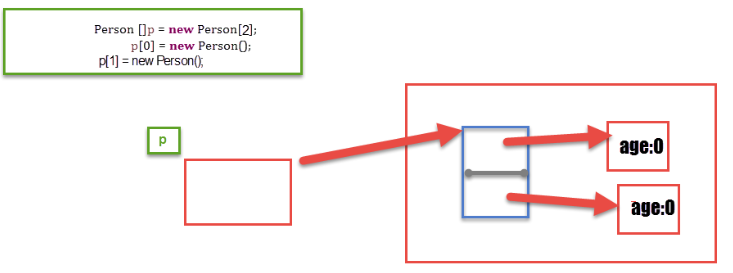 Person []p = new Person[2];
p[0] = new Person();
p[1] = new Person();
p
age:0
age:0